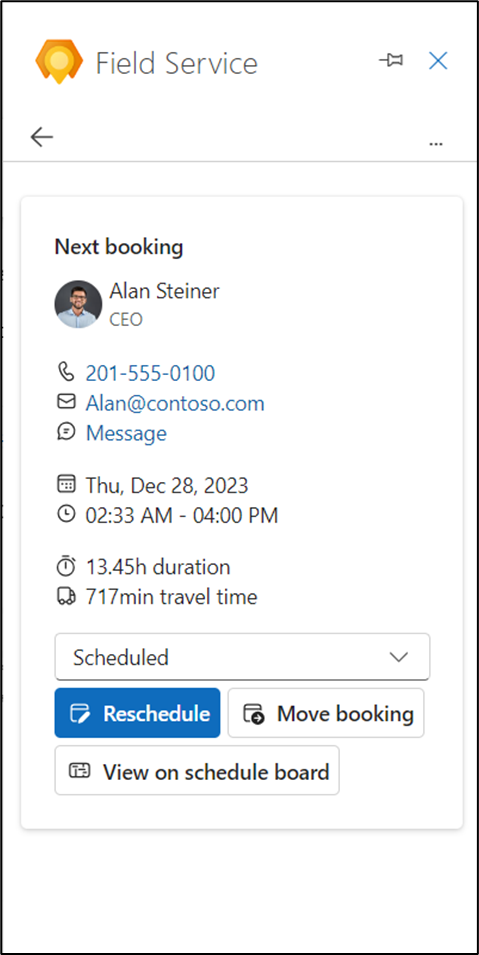 Field Service
...
Next booking
Alan Steiner
CEO
201-555-0100
Alan@contoso.com
Message
Thu, Dec 28, 2023
02:33 AM - 04:00 PM
13.45h duration
717min travel time
Scheduled
Reschedule
Move booking
View on schedule board